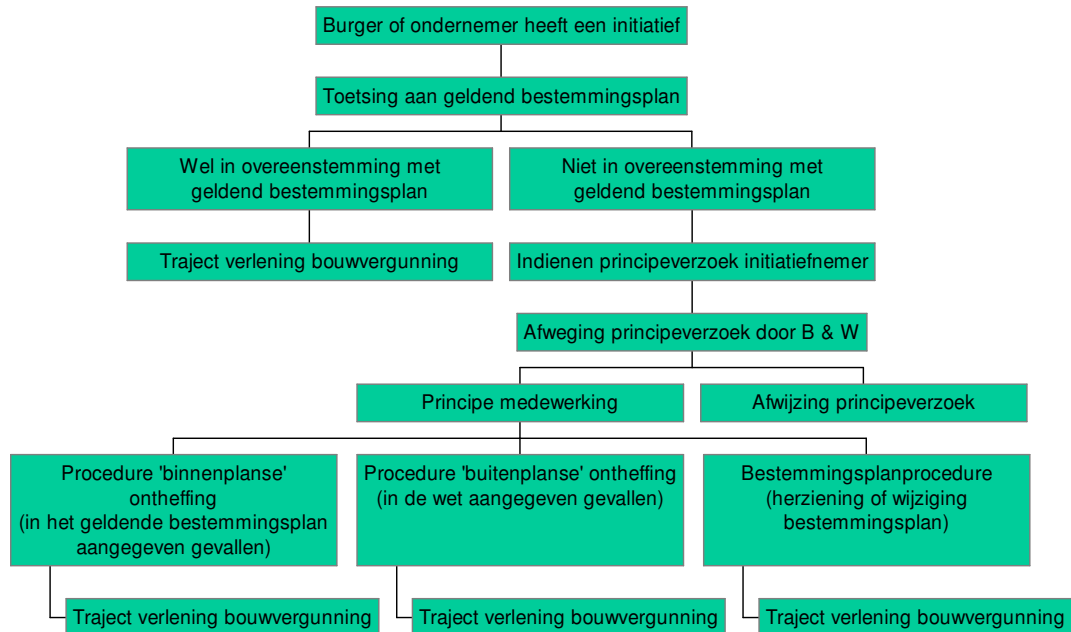 Burger of ondernemer heeft een initiatief
Toetsing aan geldend bestemmingsplan
Wel in overeenstemming met
geldend bestemmingsplan
Niet in overeenstemming met
geldend bestemmingsplan
Traject verlening bouwvergunning
Indienen principeverzoek initiatiefnemer
Afweging principeverzoek door B & W
Principe medewerking
Afwijzing principeverzoek
Procedure 'binnenplanse'
ontheffing
(in het geldende bestemmingsplan
aangegeven gevallen)
Procedure 'buitenplanse' ontheffing
(in de wet aangegeven gevallen)
Bestemmingsplanprocedure
(herziening of wijziging
bestemmingsplan)
Traject verlening bouwvergunning
Traject verlening bouwvergunning
Traject verlening bouwvergunning